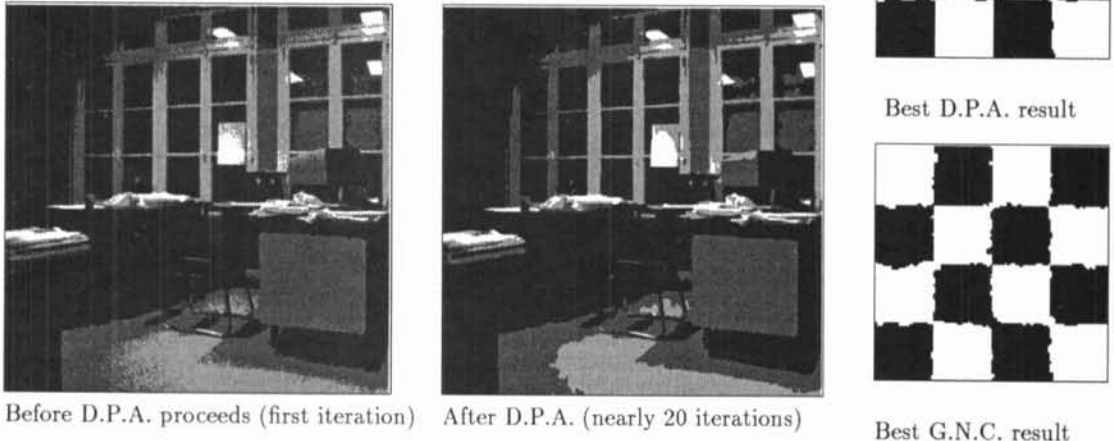 Before D.P.A. proceeds (first iteration)
After D.P.A. (nearly 20 iterations)
Best D.P.A. result
Best G.N.C. result